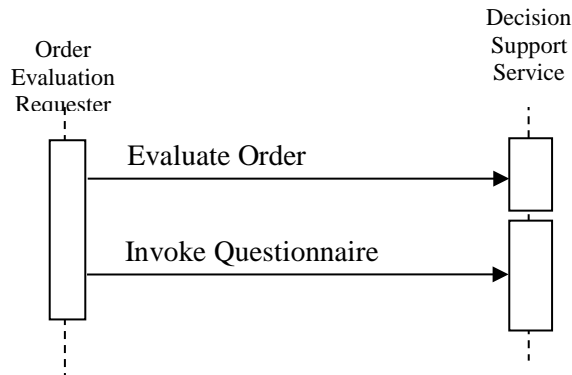 Order
Evaluation
Requester
Decision
Support
Service
Evaluate Order
Invoke Questionnaire